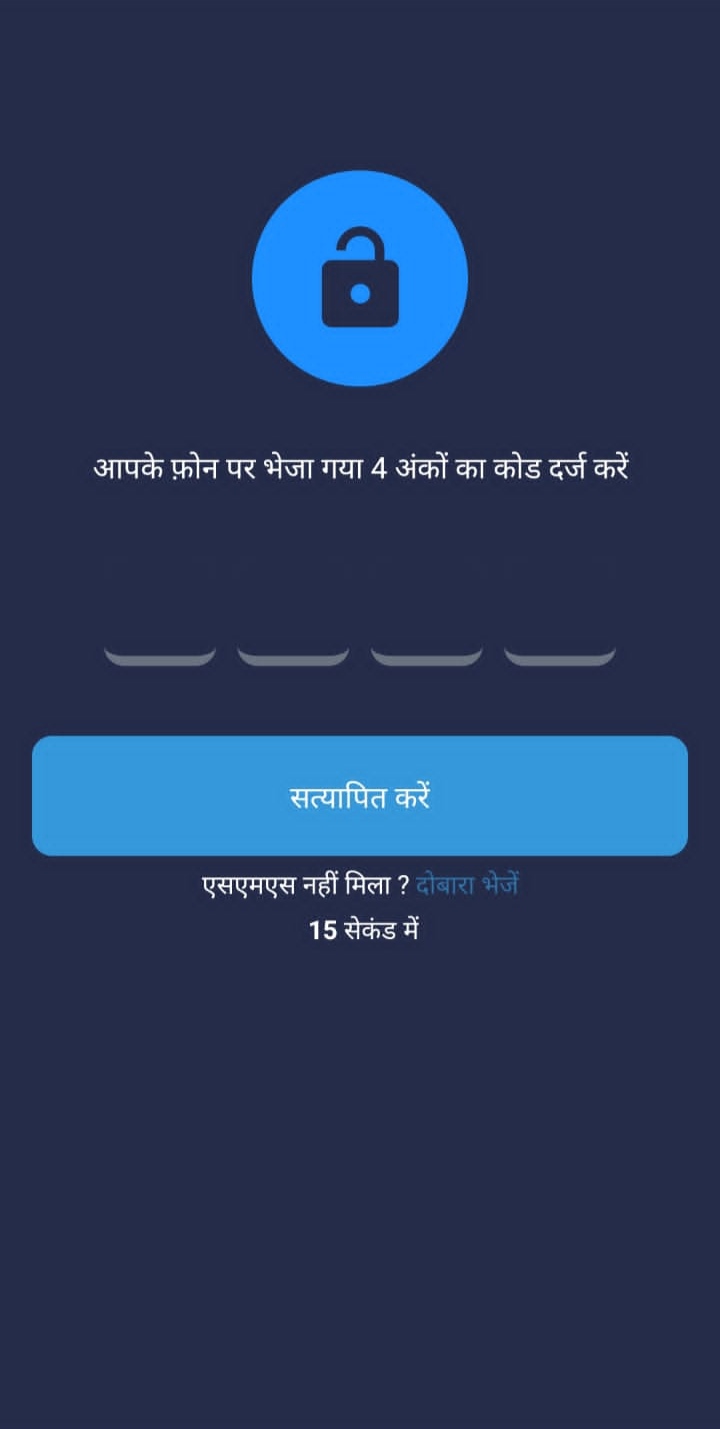 आपके फ़ोन पर भेजा गया 4 अंकों का कोड दर्ज करें
सत्यापित करें
एसएमएस नहीं मिला ? दोबारा भेजें
15 सेकंड में